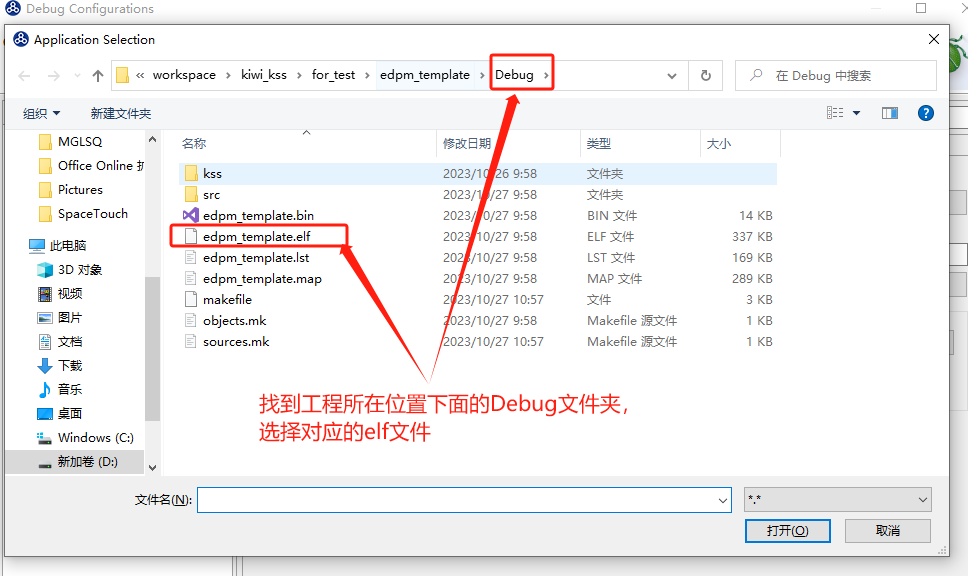 Debug Configurations
Application Selection
« workspace › kiwi_kss › for_test › edpm_template › Debug ›
在 Debug 中搜索
组织 新建文件夹
MGLSQ
Office Online 扩
Pictures
SpaceTouch
此电脑
3D 对象
视频
图片
文档
下载
音乐
桌面
Windows (C:)
新加卷 (D:)
名称 修改日期 类型 大小
kss 2023/10/26 9:58 文件夹
src 2023/10/27 9:58 文件夹
edpm_template.bin 2023/10/27 9:58 BIN 文件 14 KB
edpm_template.elf 2023/10/27 9:58 ELF 文件 337 KB
edpm_template.lst 2023/10/27 9:58 LST 文件 169 KB
edpm_template.map 2023/10/27 9:58 MAP 文件 289 KB
makefile 2023/10/27 10:57 文件 3 KB
objects.mk 2023/10/27 9:58 Makefile 源文件 1 KB
sources.mk 2023/10/27 10:57 Makefile 源文件 1 KB
找到工程所在位置下面的Debug文件夹，
选择对应的elf文件
文件名(N): *.*
打开(O) 取消